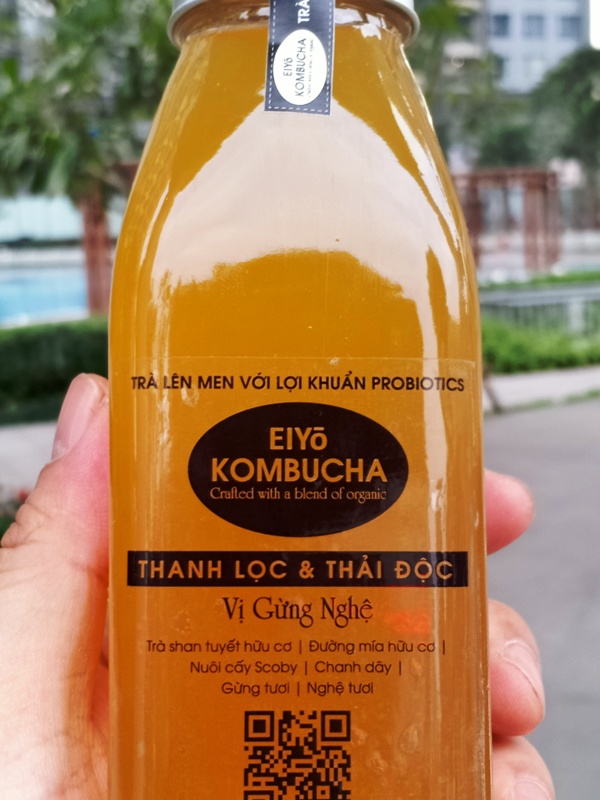 TRÀ
EIYō
KOMBUCHA
TRÀ LÊN MEN VỚI LỢI KHUẨN PROBIOTICS
EIYō
KOMBUCHA
Crafted with a blend of organic
THANH LỌC & THẢI ĐỘC
Vị Gừng Nghệ
Trà shan tuyết hữu cơ | Đường mía hữu cơ |
Nuôi cấy Scoby | Chanh dây |
Gừng tươi | Nghệ tươi